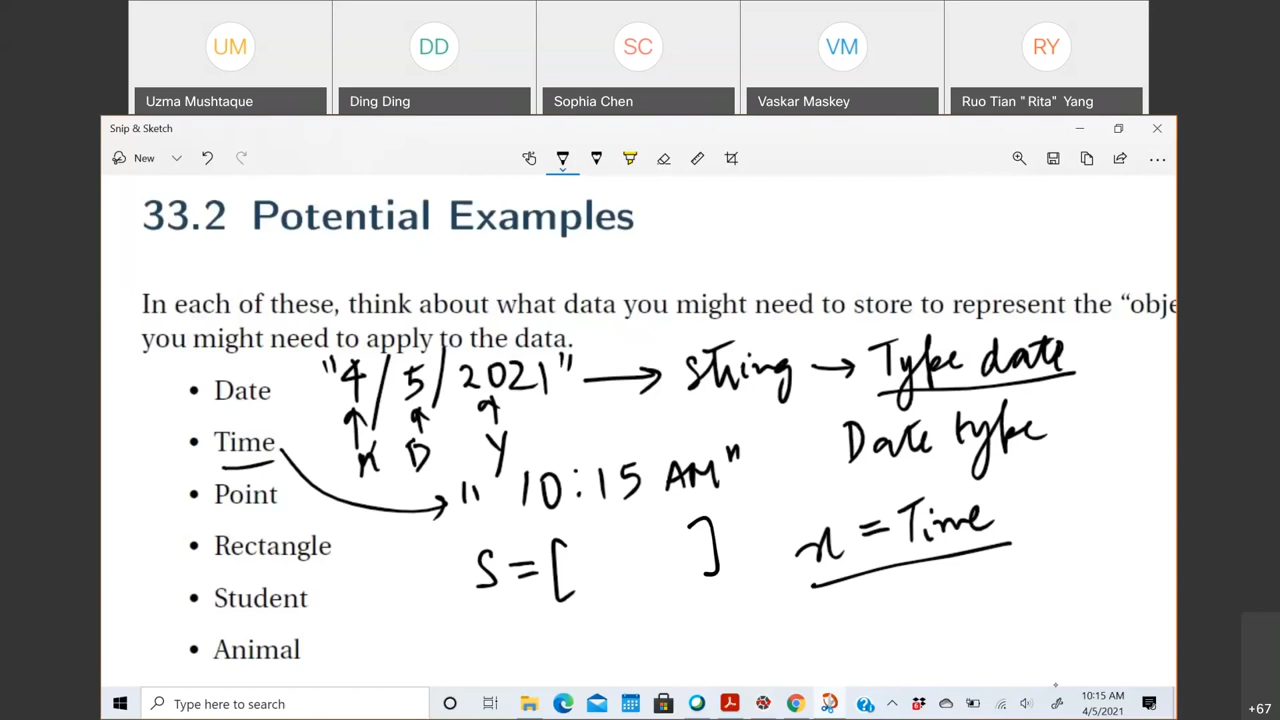 UM DD SC VM RY
Uzma Mushtaque Ding Ding Sophia Chen Vaskar Maskey Ruo Tian "Rita" Yang
Snip & Sketch
New
33.2 Potential Examples
In each of these, think about what data you might need to store to represent the “obje
you might need to apply to the data.
• Date
• Time
• Point
• Rectangle
• Student
• Animal
"4/5/2021" → string → Type date
M D Y
Date type
" 10:15 AM"
S = [ ]
x = Time
Type here to search
10:15 AM
4/5/2021
+67